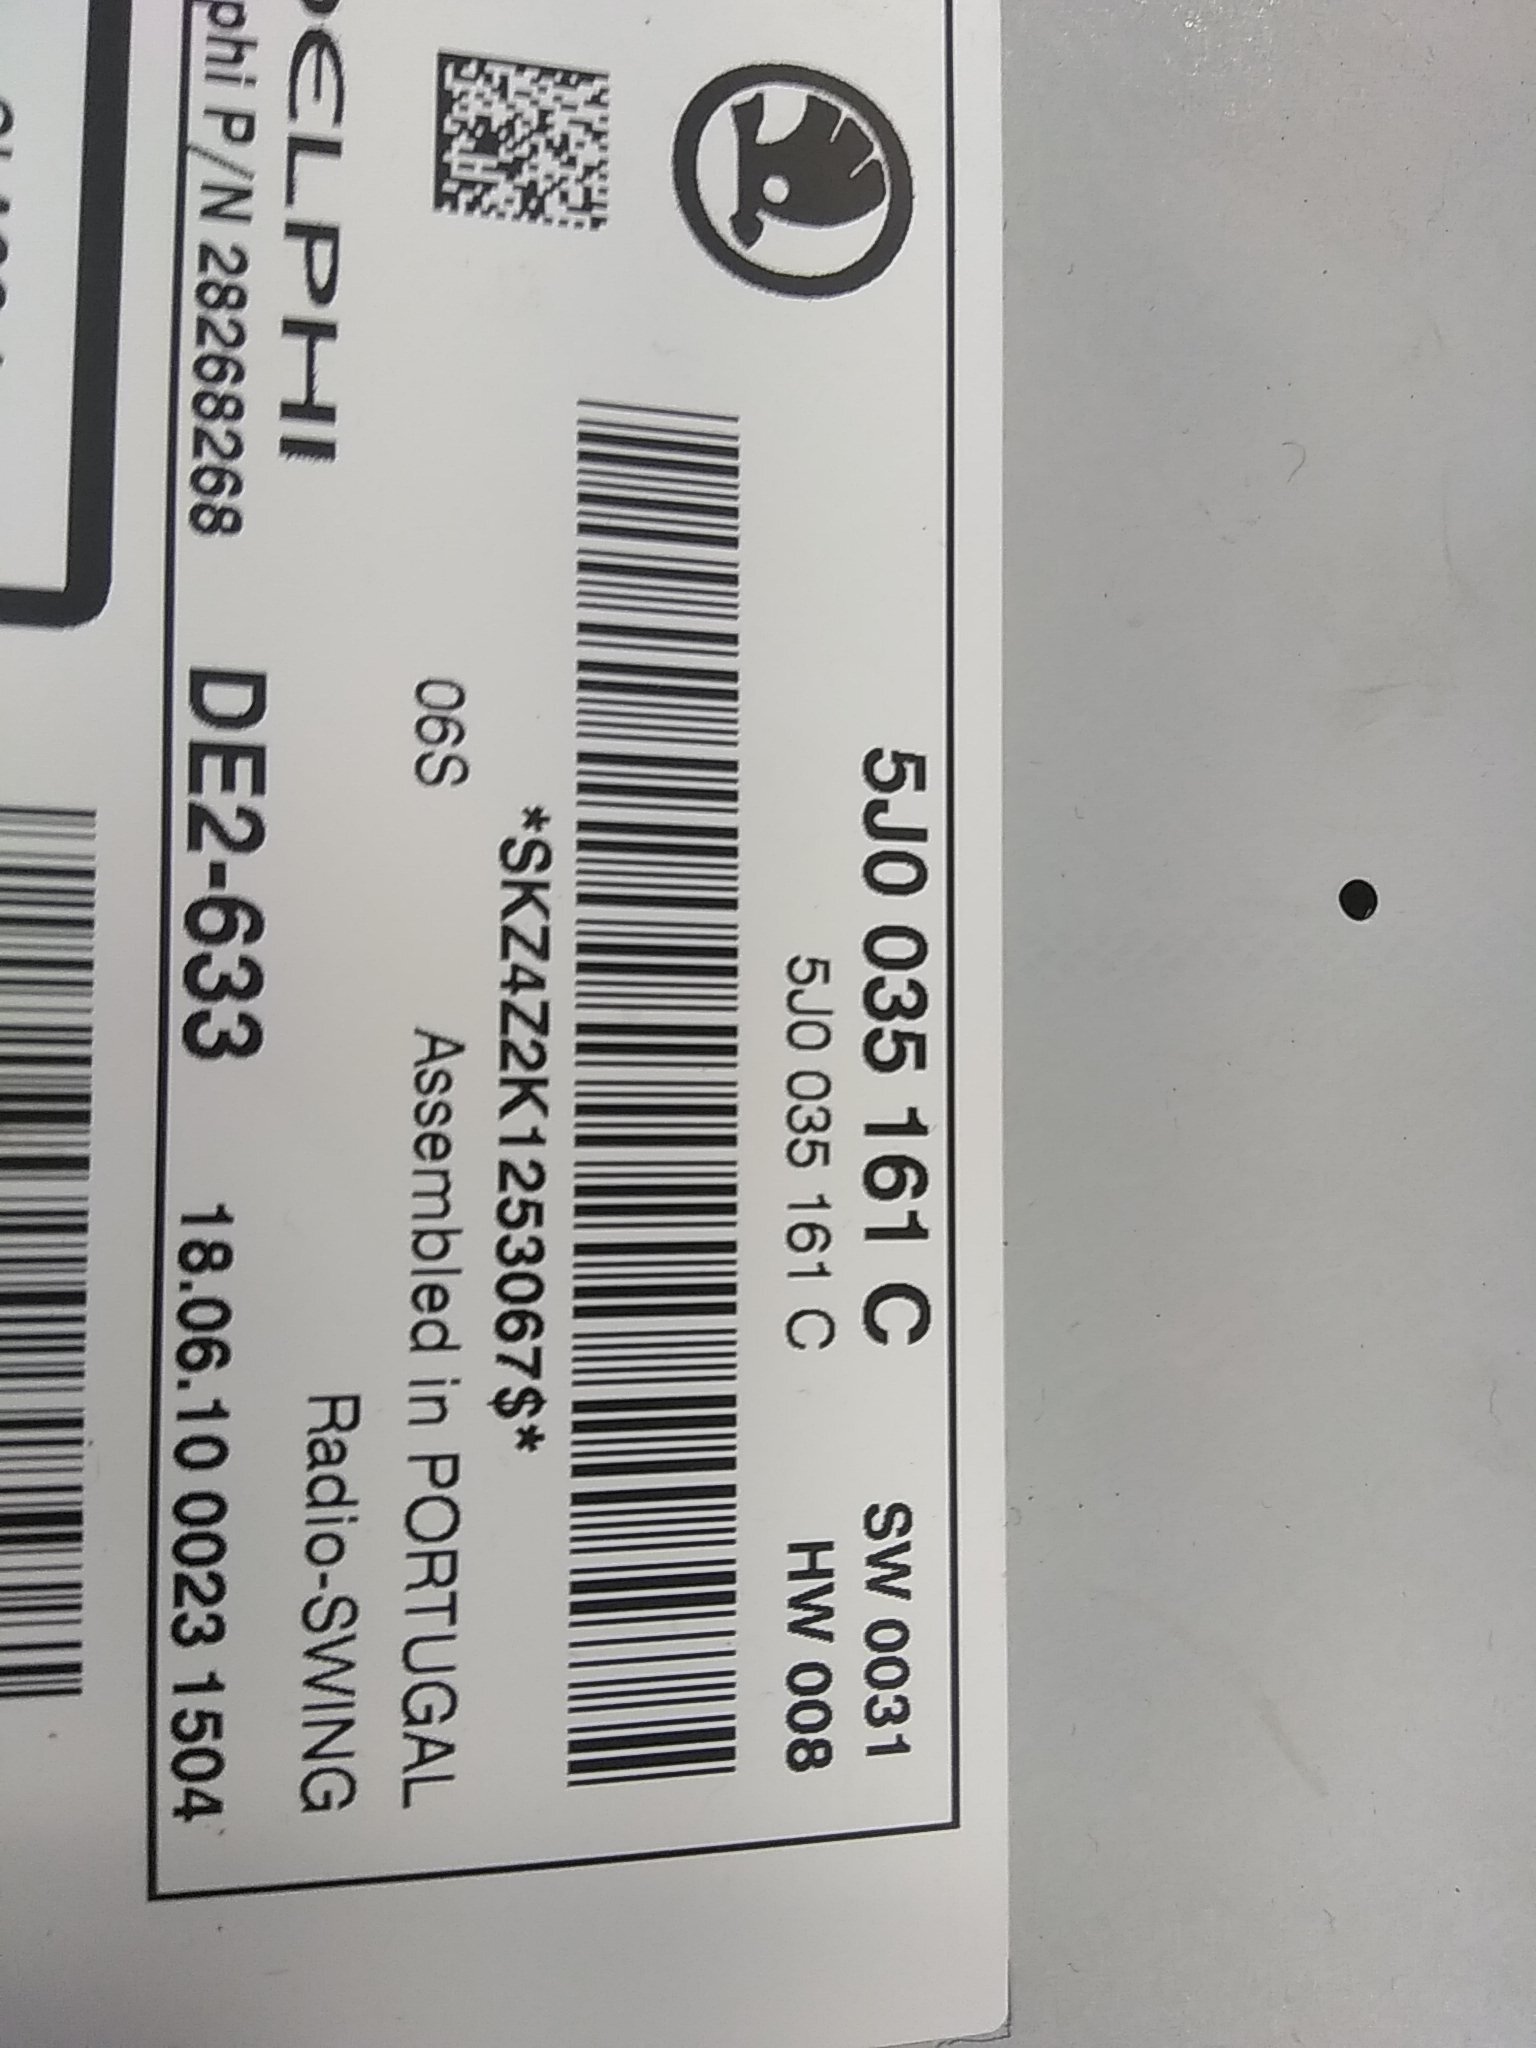 5J0 035 161 C SW 0031
5J0 035 161 C HW 008
*SKZ4Z2K1253067$*
06S Assembled in PORTUGAL
DELPHI Radio-SWING
phi P/N 28268268 DE2-633 18.06.10 0023 1504